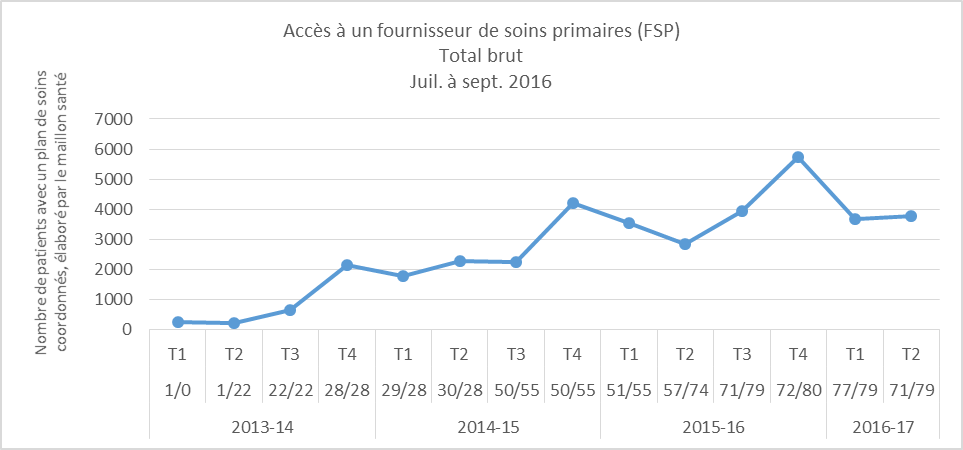 Accès à un fournisseur de soins primaires (FSP)
Total brut
Juil. à sept. 2016
Nombre de patients avec un plan de soins
coordonnés, élaboré par le maillon santé
7000
6000
5000
4000
3000
2000
1000
0
T1 T2 T3 T4 T1 T2 T3 T4 T1 T2 T3 T4 T1 T2
1/0 1/22 22/22 28/28 29/28 30/28 50/55 50/55 51/55 57/74 71/79 72/80 77/79 71/79
2013-14 2014-15 2015-16 2016-17